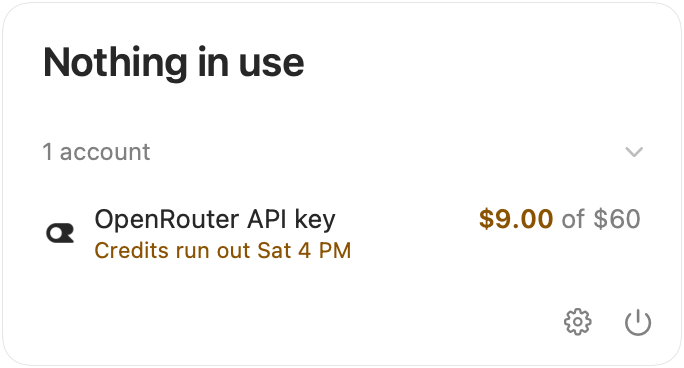 Nothing in use
1 account
OpenRouter API key
$9.00 of $60
Credits run out Sat 4 PM